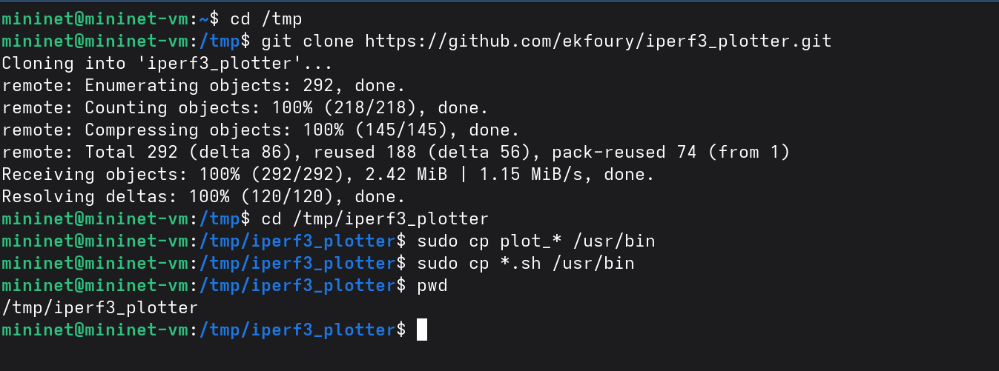 mininet@mininet-vm:~$ cd /tmp
mininet@mininet-vm:/tmp$ git clone https://github.com/ekfoury/iperf3_plotter.git
Cloning into 'iperf3_plotter'...
remote: Enumerating objects: 292, done.
remote: Counting objects: 100% (218/218), done.
remote: Compressing objects: 100% (145/145), done.
remote: Total 292 (delta 86), reused 188 (delta 56), pack-reused 74 (from 1)
Receiving objects: 100% (292/292), 2.42 MiB | 1.15 MiB/s, done.
Resolving deltas: 100% (120/120), done.
mininet@mininet-vm:/tmp$ cd /tmp/iperf3_plotter
mininet@mininet-vm:/tmp/iperf3_plotter$ sudo cp plot_* /usr/bin
mininet@mininet-vm:/tmp/iperf3_plotter$ sudo cp *.sh /usr/bin
mininet@mininet-vm:/tmp/iperf3_plotter$ pwd
/tmp/iperf3_plotter
mininet@mininet-vm:/tmp/iperf3_plotter$